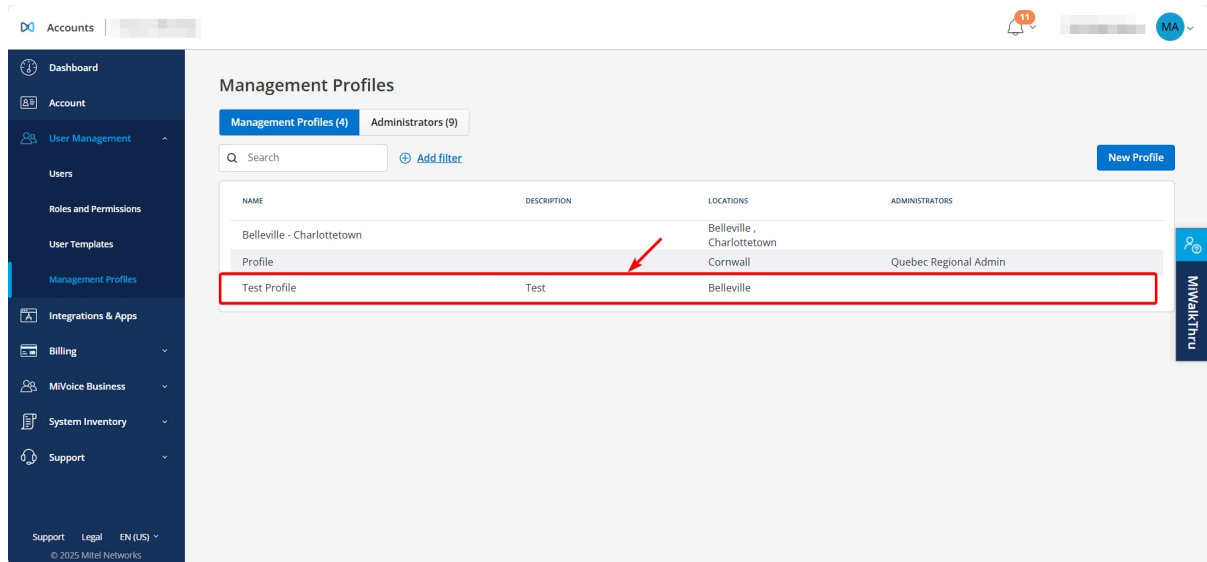 Accounts
11
MA
Dashboard
Account
User Management
Users
Roles and Permissions
User Templates
Management Profiles
Integrations & Apps
Billing
MiVoice Business
System Inventory
Support
Support Legal EN (US)
© 2025 Mitel Networks
Management Profiles
Management Profiles (4) Administrators (9)
Search Add filter New Profile
NAME DESCRIPTION LOCATIONS ADMINISTRATORS
Belleville - Charlottetown Belleville ,
Charlottetown
Profile Cornwall Quebec Regional Admin
Test Profile Test Belleville
MiWalkThru